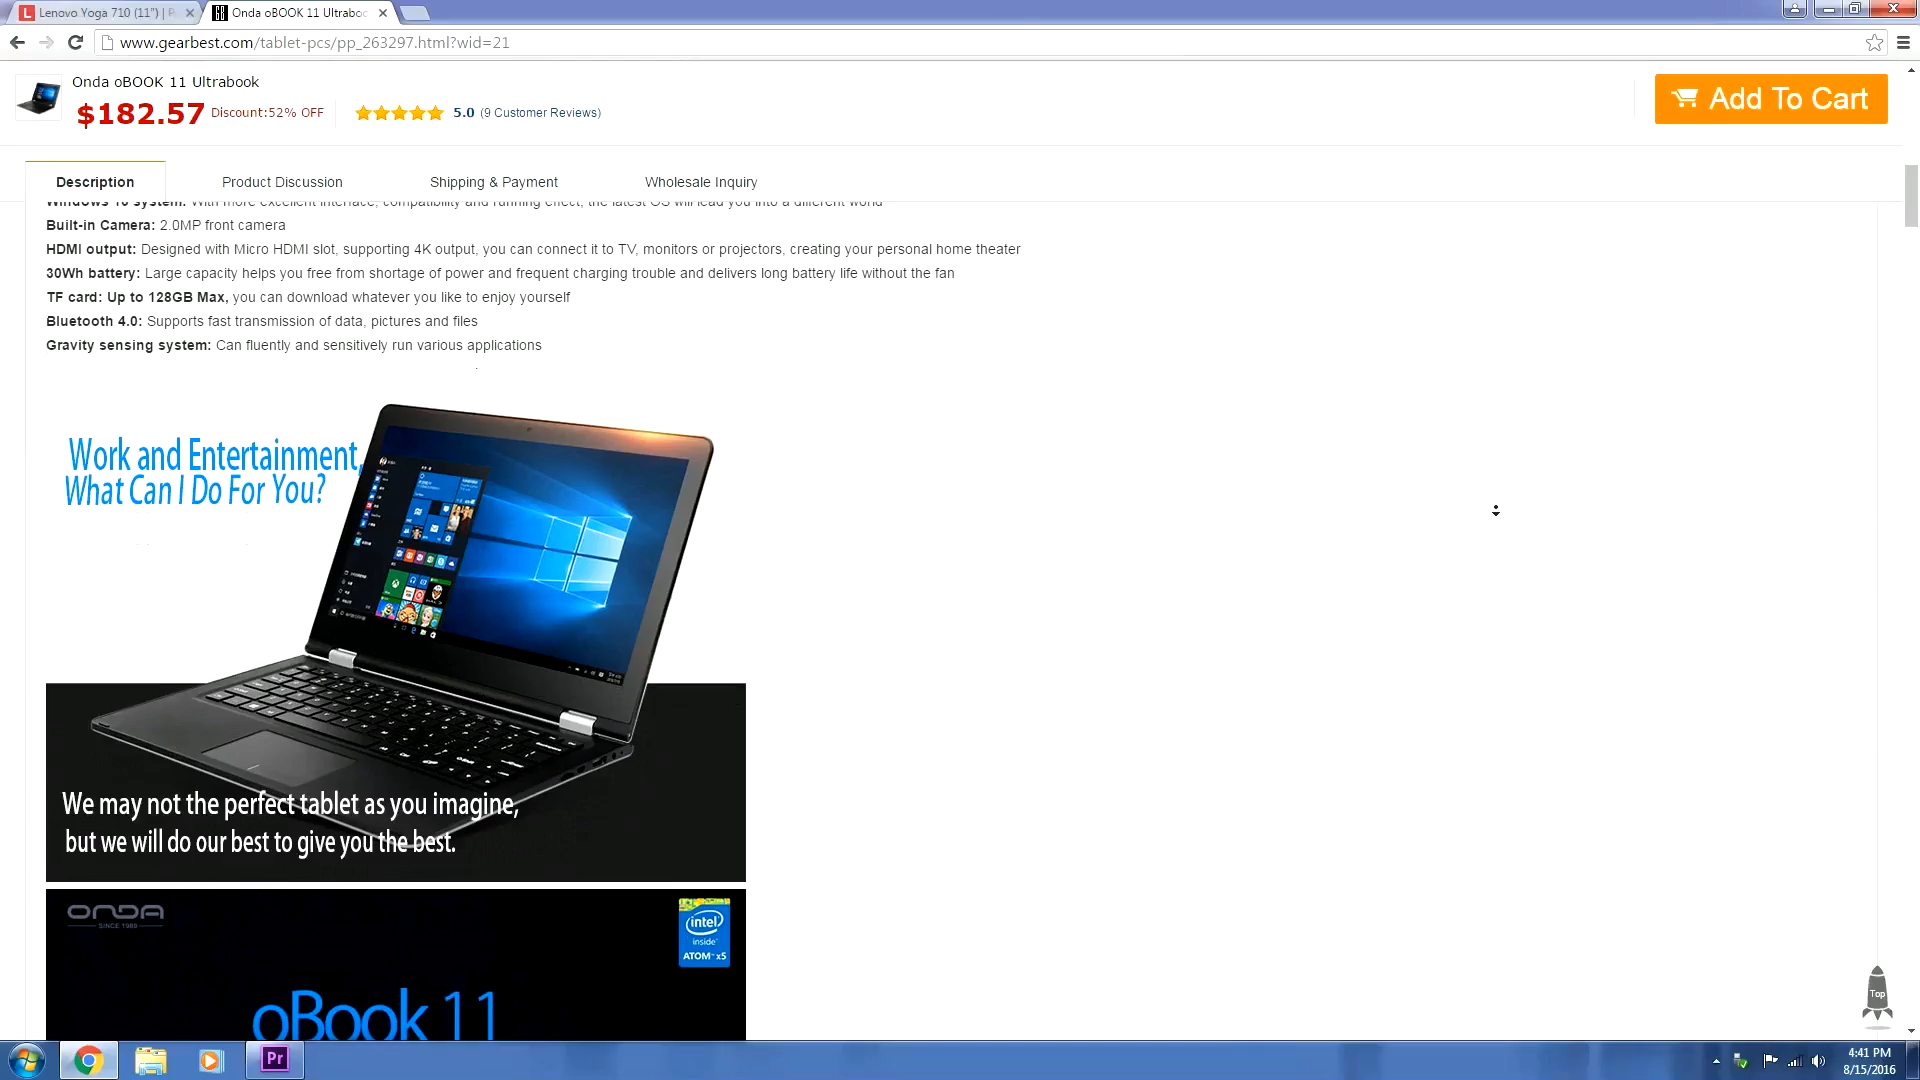 Lenovo Yoga 710 (11") |
Onda oBOOK 11 Ultraboo
www.gearbest.com/tablet-pcs/pp_263297.html?wid=21
Onda oBOOK 11 Ultrabook
$182.57 Discount:52% OFF 5.0 (9 Customer Reviews)
Add To Cart
Description Product Discussion Shipping & Payment Wholesale Inquiry
Windows 10 system: With more excellent interface, compatibility and running effect, the latest OS will lead you into a different world
Built-in Camera: 2.0MP front camera
HDMI output: Designed with Micro HDMI slot, supporting 4K output, you can connect it to TV, monitors or projectors, creating your personal home theater
30Wh battery: Large capacity helps you free from shortage of power and frequent charging trouble and delivers long battery life without the fan
TF card: Up to 128GB Max, you can download whatever you like to enjoy yourself
Bluetooth 4.0: Supports fast transmission of data, pictures and files
Gravity sensing system: Can fluently and sensitively run various applications
Work and Entertainment,
What Can I Do For You?
We may not the perfect tablet as you imagine,
but we will do our best to give you the best.
ONDA
SINCE 1989
intel
inside
ATOM™ x5
oBook 11
Top
Pr
4:41 PM
8/15/2016